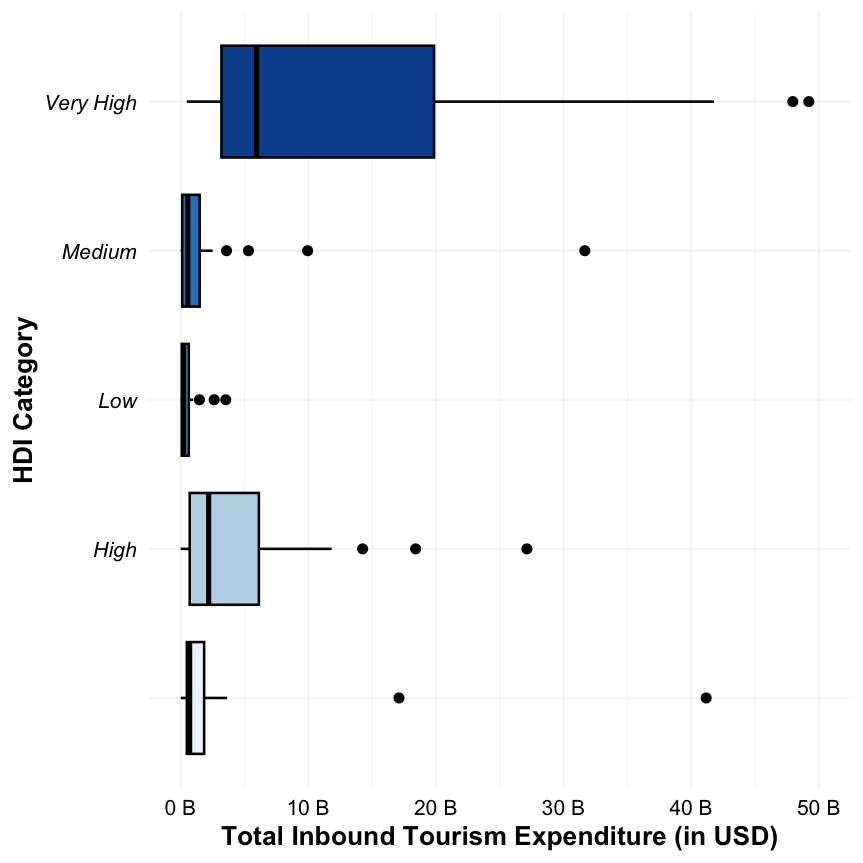 HDI Category
Very High
Medium
Low
High
0 B 10 B 20 B 30 B 40 B 50 B
Total Inbound Tourism Expenditure (in USD)